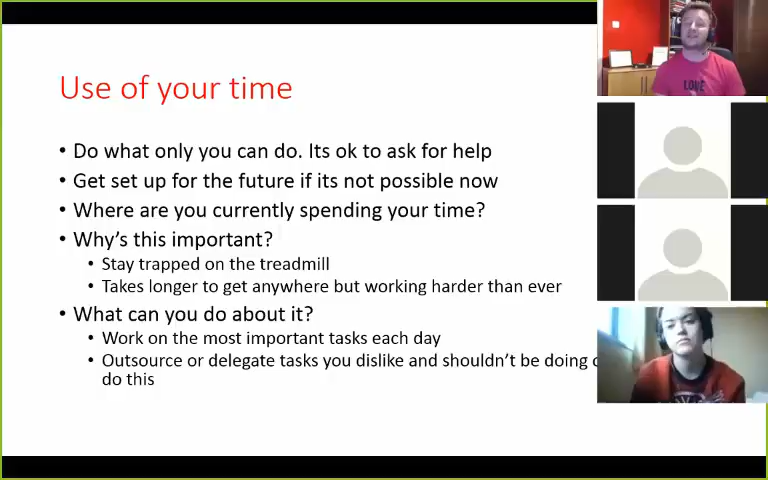 Use of your time
• Do what only you can do. Its ok to ask for help
• Get set up for the future if its not possible now
• Where are you currently spending your time?
• Why's this important?
• Stay trapped on the treadmill
• Takes longer to get anywhere but working harder than ever
• What can you do about it?
• Work on the most important tasks each day
• Outsource or delegate tasks you dislike and shouldn't be doing
do this
LOVE